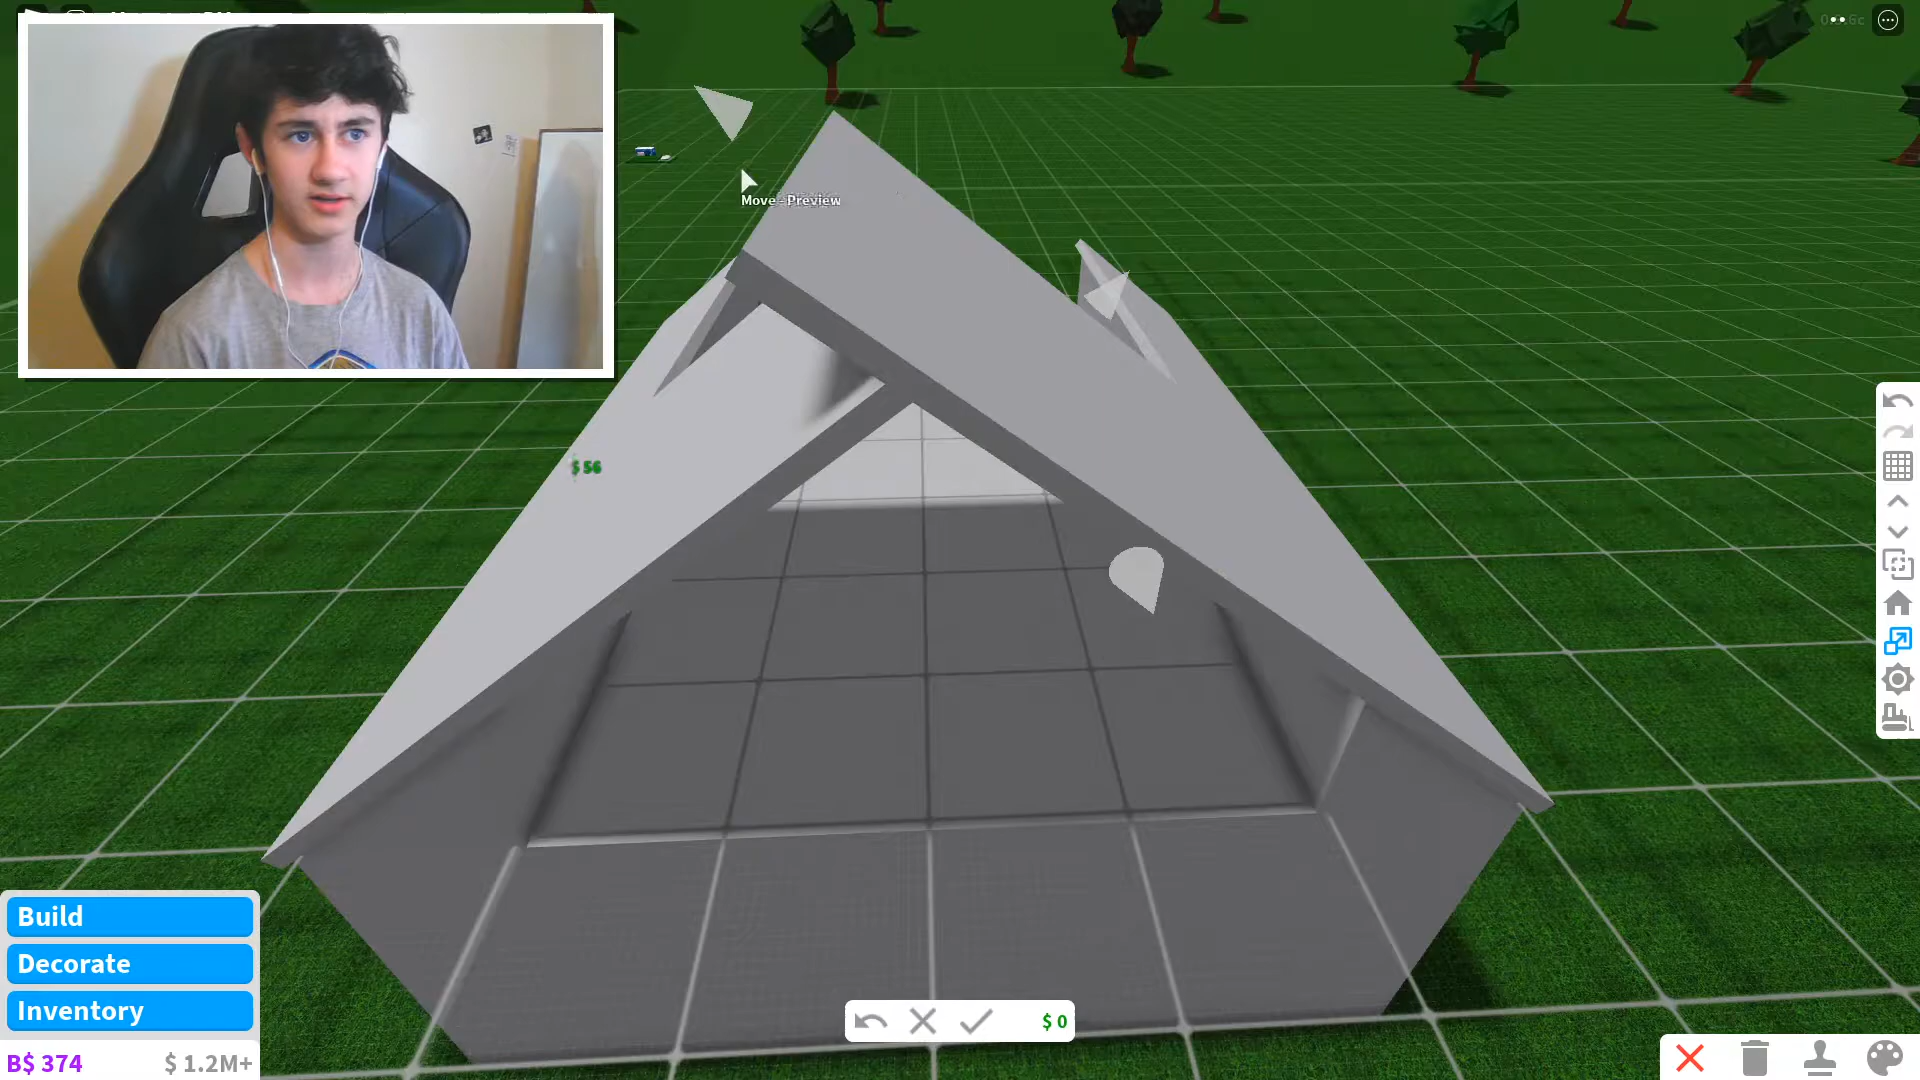 Move - Preview
$ 56
Build
Decorate
Inventory
B$ 374
$ 1.2M+
$ 0